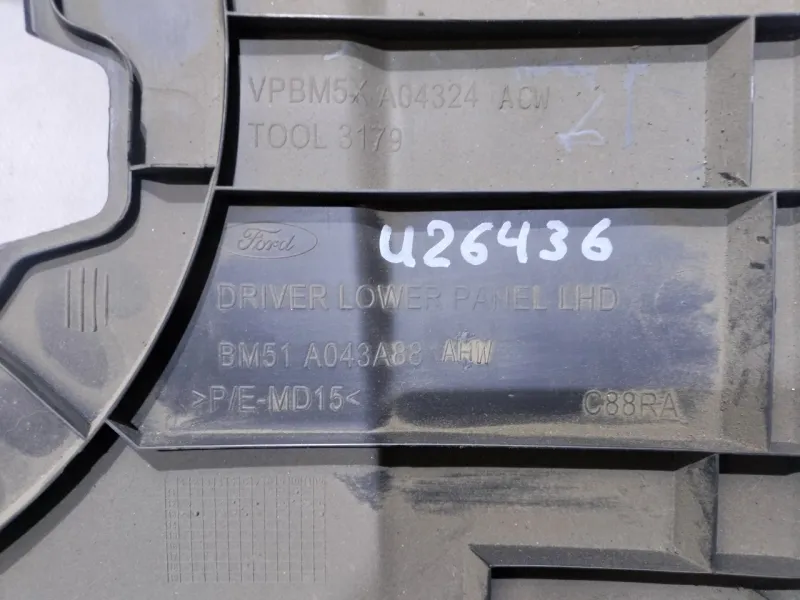 VPBM5X A04324 ACW
TOOL 3179
Ford
U26436
DRIVER LOWER PANEL LHD
BM51 A043A88 AHW
>P/E-MD15<
C88RA